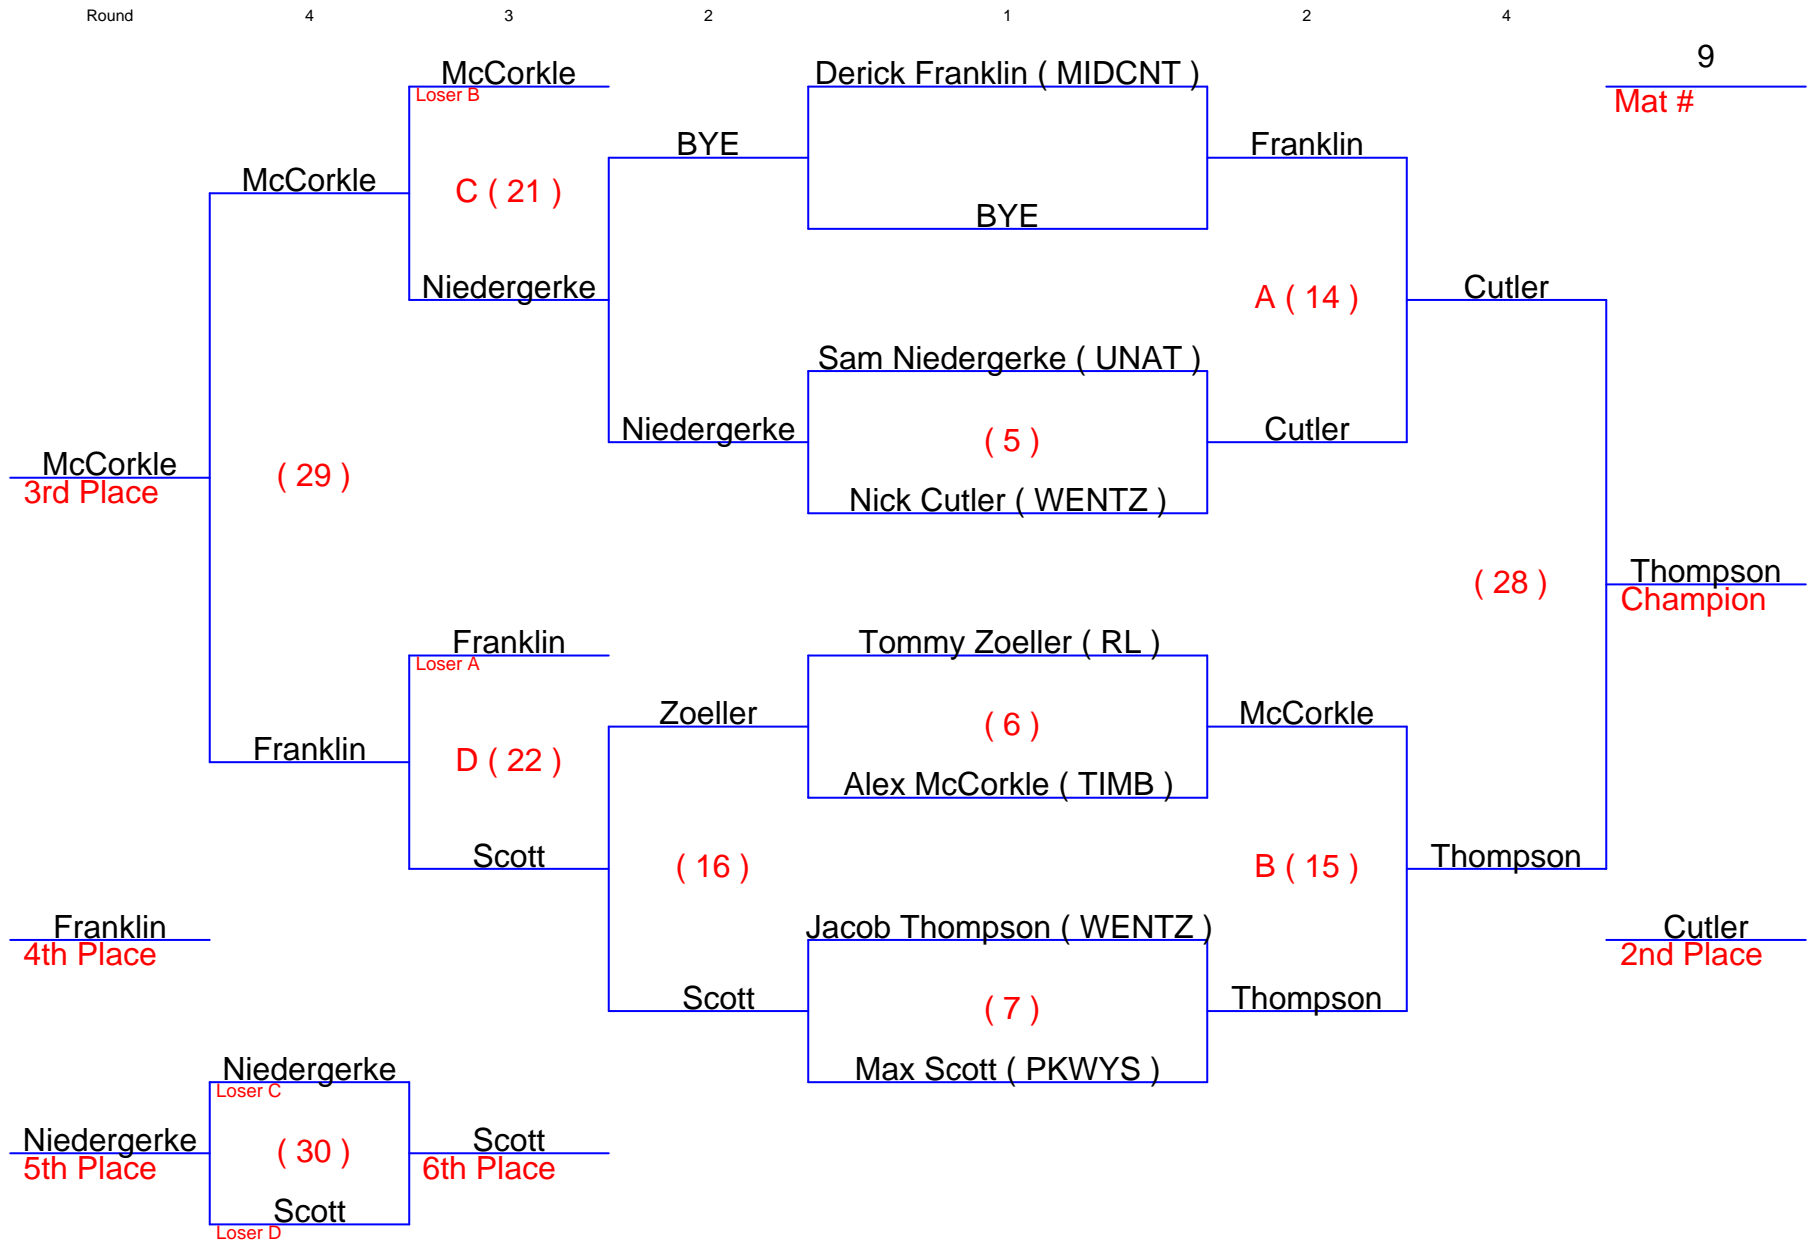 Round 4 3 2 1 2 4
9
Mat #
McCorkle
Loser B
Derick Franklin ( MIDCNT )
BYE
Franklin
McCorkle
C ( 21 )
BYE
Niedergerke
A ( 14 )
Cutler
Sam Niedergerke ( UNAT )
Niedergerke
( 5 )
Cutler
McCorkle
3rd Place
( 29 )
Nick Cutler ( WENTZ )
( 28 )
Thompson
Champion
Franklin
Loser A
Tommy Zoeller ( RL )
Zoeller
( 6 )
McCorkle
Franklin
D ( 22 )
Alex McCorkle ( TIMB )
Scott
( 16 )
B ( 15 )
Thompson
Franklin
4th Place
Jacob Thompson ( WENTZ )
Cutler
2nd Place
Scott
( 7 )
Thompson
Niedergerke
Loser C
Max Scott ( PKWYS )
Niedergerke
5th Place
( 30 )
Scott
6th Place
Scott
Loser D